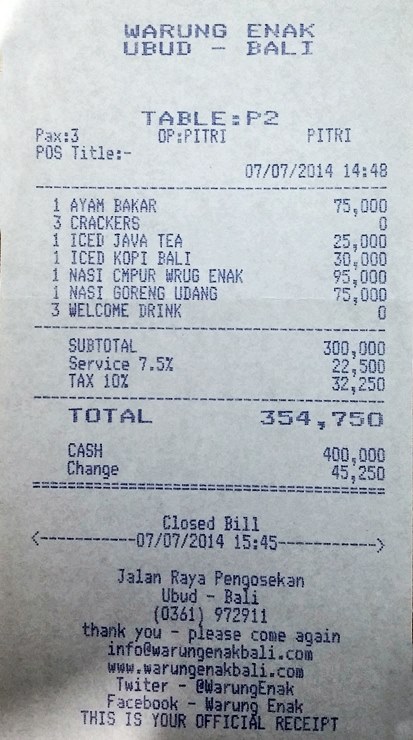 WARUNG ENAK
UBUD - BALI
TABLE:P2
Pax:3 OP:PITRI PITRI
POS Title:-
07/07/2014 14:48
1 AYAM BAKAR 75,000
3 CRACKERS 0
1 ICED JAVA TEA 25,000
1 ICED KOPI BALI 30,000
1 NASI CMPUR WRUG ENAK 95,000
1 NASI GORENG UDANG 75,000
3 WELCOME DRINK 0
SUBTOTAL 300,000
Service 7.5% 22,500
TAX 10% 32,250
TOTAL 354,750
CASH 400,000
Change 45,250
Closed Bill
<----------07/07/2014 15:45---------->
Jalan Raya Pengosekan
Ubud - Bali
(0361) 972911
thank you - please come again
info@warungenakbali.com
www.warungenakbali.com
Twiter - @WarungEnak
Facebook - Warung Enak
THIS IS YOUR OFFICIAL RECEIPT